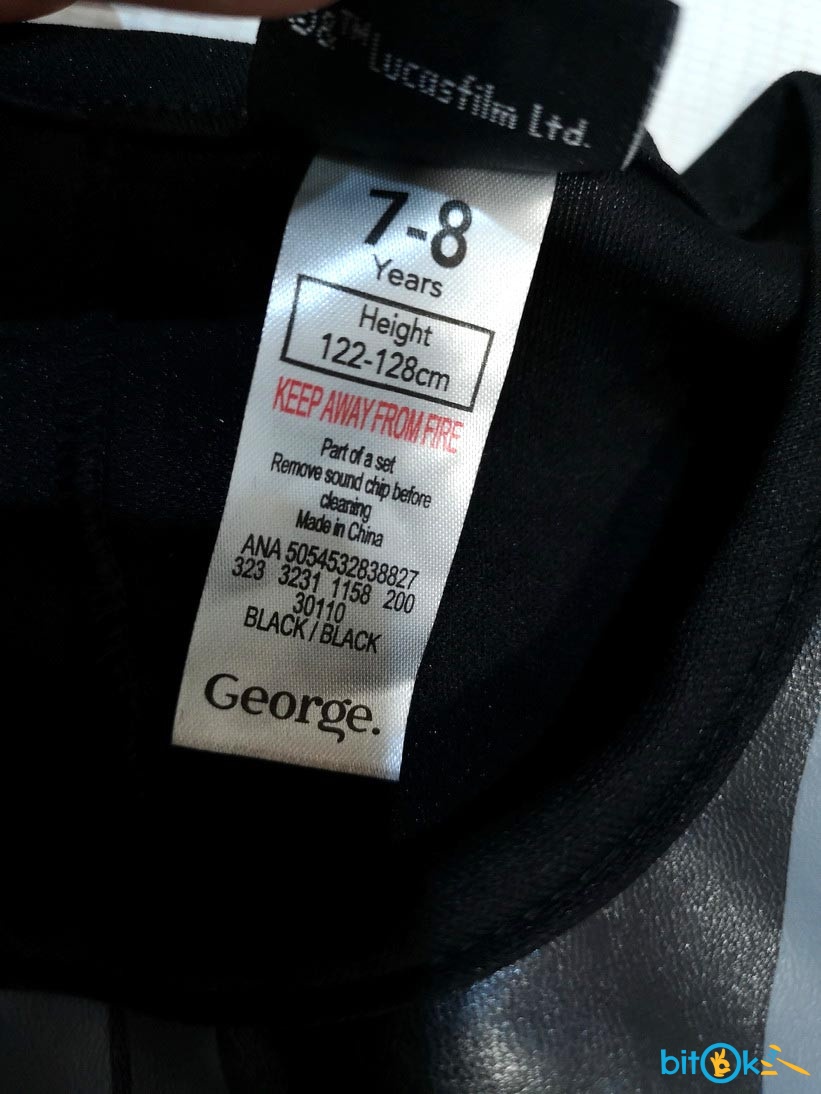 ©&™Lucasfilm Ltd.
7-8
Years
Height
122-128cm
KEEP AWAY FROM FIRE
Part of a set
Remove sound chip before
cleaning
Made in China
ANA 5054532838827
323 3231 1158 200
30110
BLACK / BLACK
George.
bitOk